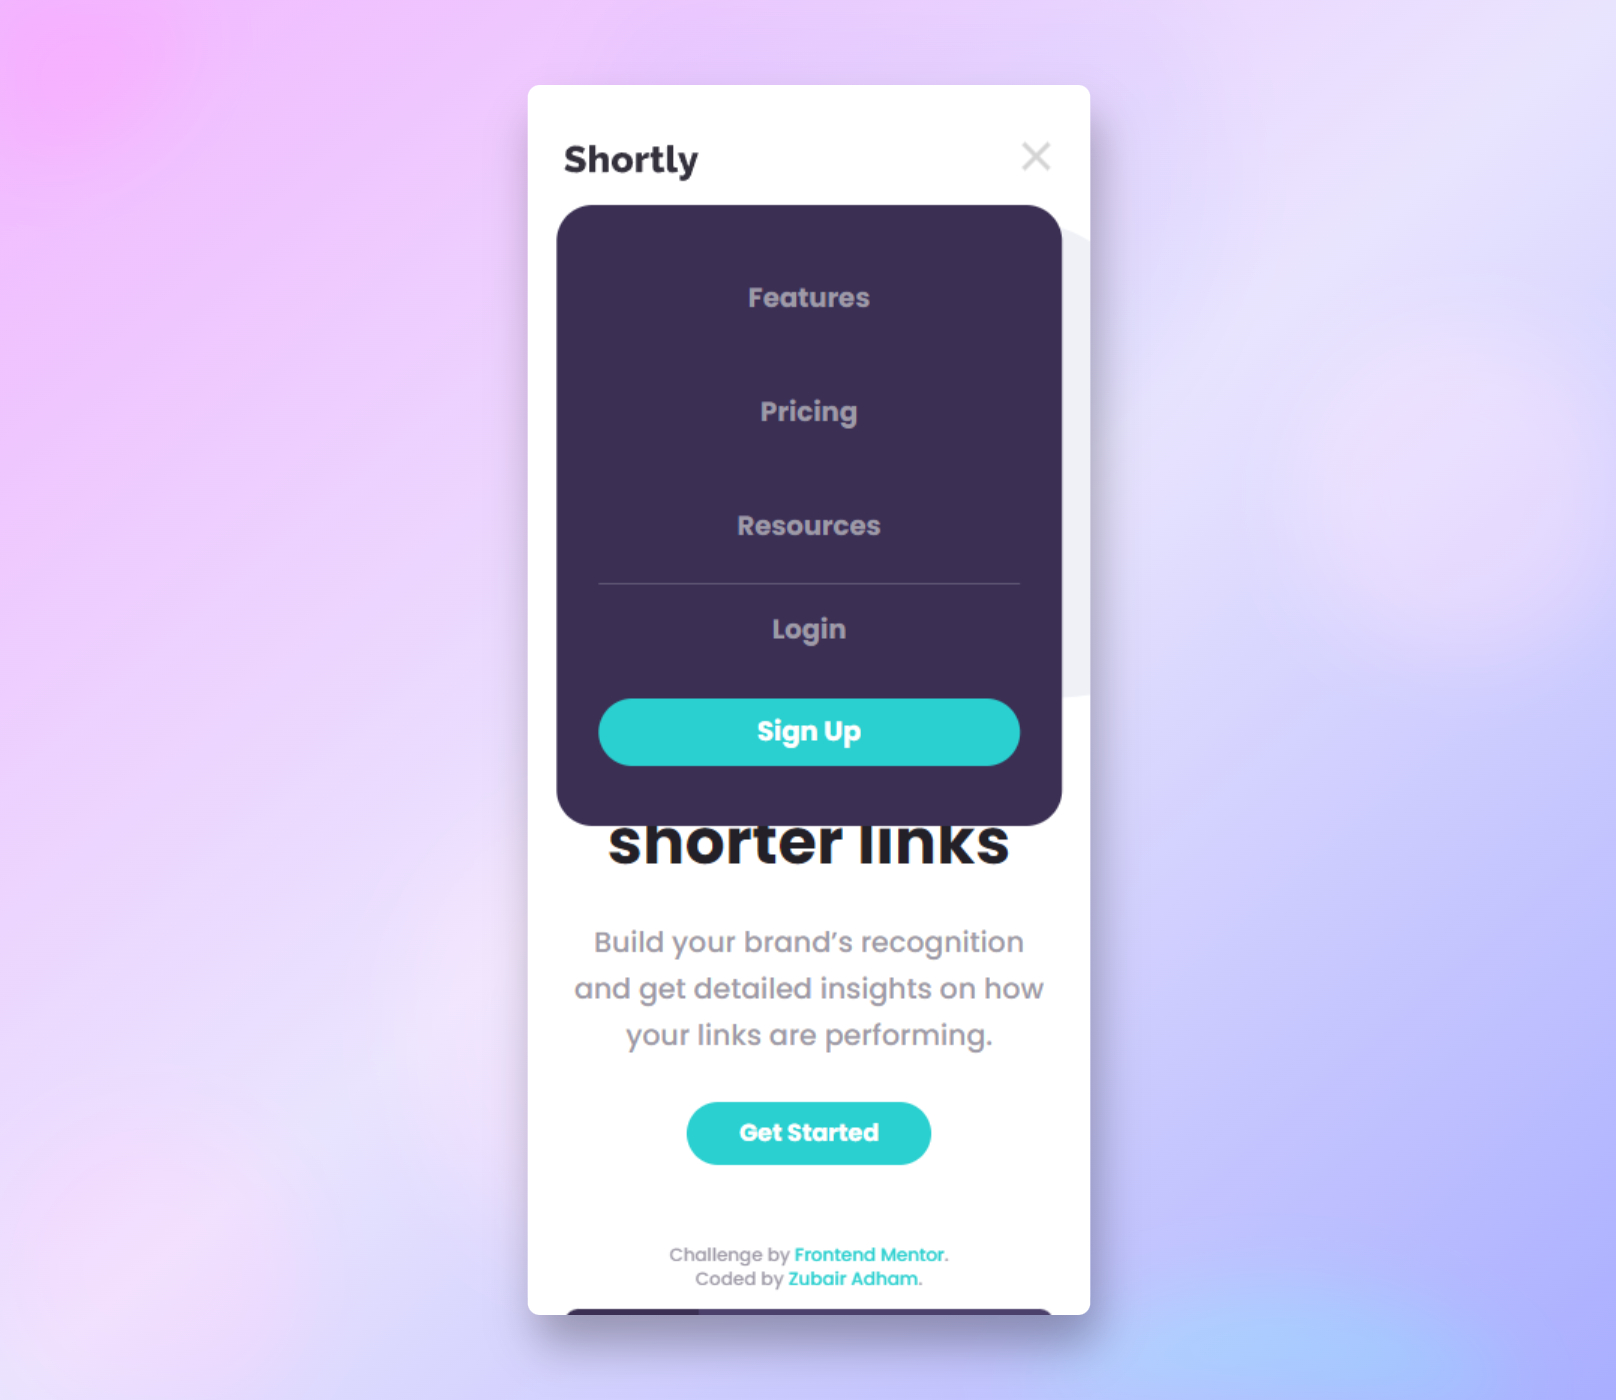 Shortly
Features
Pricing
Resources
Login
Sign Up
shorter links
Build your brand’s recognition
and get detailed insights on how
your links are performing.
Get Started
Challenge by Frontend Mentor.
Coded by Zubair Adham.